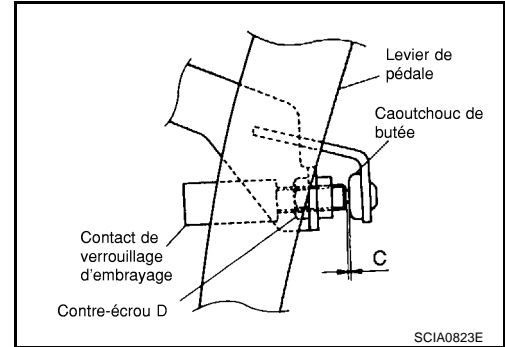 Levier de
pédale
Caoutchouc de
butée
Contact de
verrouillage
d'embrayage
C
Contre-écrou D
SCIA0823E